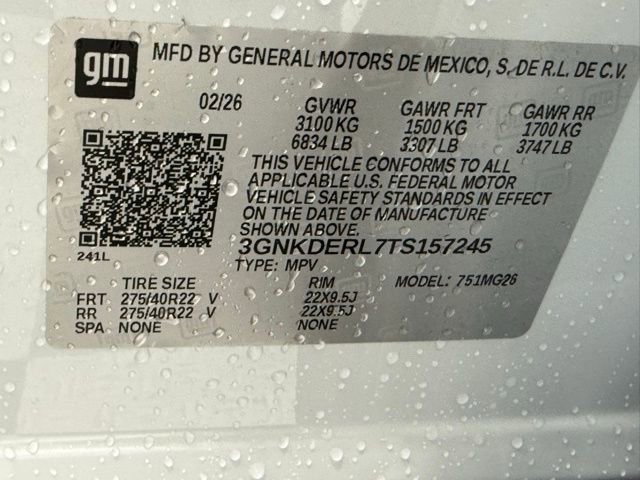 gm MFD BY GENERAL MOTORS DE MEXICO, S. DE R.L. DE C.V.
02/26 GVWR GAWR FRT GAWR RR
3100 KG 1500 KG 1700 KG
6834 LB 3307 LB 3747 LB
THIS VEHICLE CONFORMS TO ALL
APPLICABLE U.S. FEDERAL MOTOR
VEHICLE SAFETY STANDARDS IN EFFECT
ON THE DATE OF MANUFACTURE
3GNKDERL7TS157245
241L TYPE: MPV MODEL: 751MG26
TIRE SIZE RIM
FRT 275/40R22 V 22X9.5J
RR 275/40R22 V 22X9.5J
SPA NONE NONE